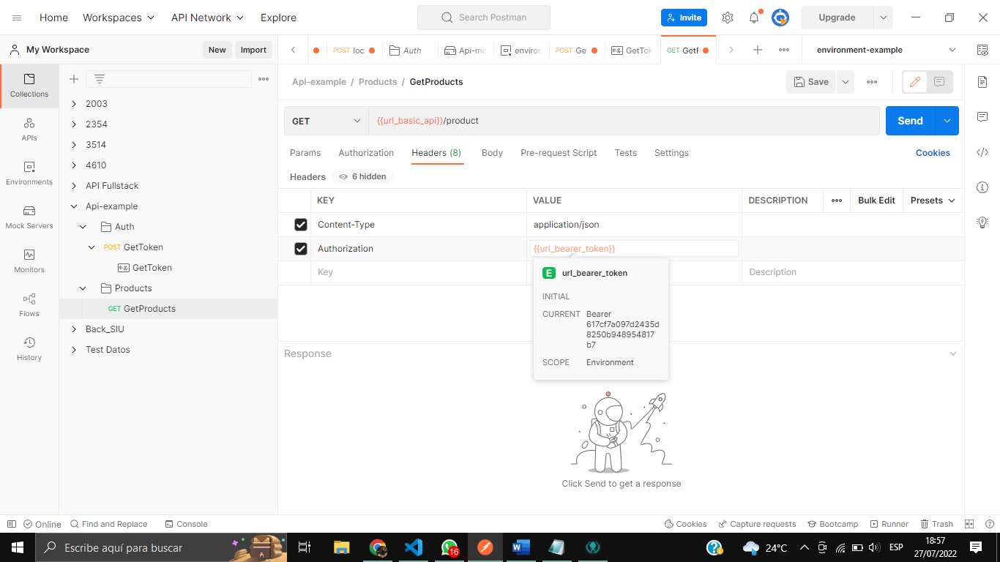 Home Workspaces API Network Explore Search Postman Invite Upgrade
My Workspace New Import
POST loc Auth Api-mc environ POST Ge e.g. GetTok GET GetP environment-example
Collections
APIs
Environments
Mock Servers
Monitors
Flows
History
2003
2354
3514
4610
API Fullstack
Api-example
Auth
POST GetToken
e.g. GetToken
Products
GET GetProducts
Back_SIU
Test Datos
Api-example / Products / GetProducts Save
GET {{url_basic_api}}/product Send
Params Authorization Headers (8) Body Pre-request Script Tests Settings Cookies
Headers 6 hidden
KEY VALUE DESCRIPTION Bulk Edit Presets
Content-Type application/json
Authorization {{url_bearer_token}}
Key Description
E url_bearer_token
INITIAL
CURRENT Bearer
617cf7a097d2435d
8250b948954817
b7
SCOPE Environment
Response
Click Send to get a response
Online Find and Replace Console Cookies Capture requests Bootcamp Runner Trash
Escribe aquí para buscar 16 24°C ESP 18:57
27/07/2022